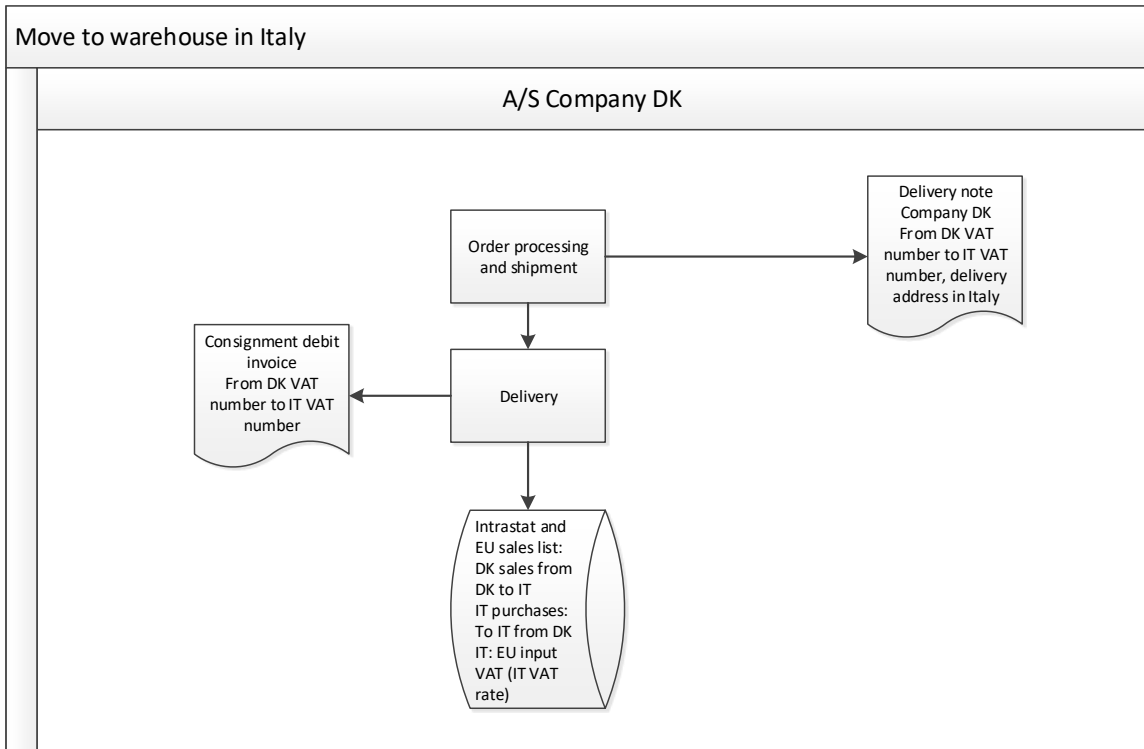 Move to warehouse in Italy
A/S Company DK
Order processing
and shipment
Delivery note
Company DK
From DK VAT
number to IT VAT
number, delivery
address in Italy
Consignment debit
invoice
From DK VAT
number to IT VAT
number
Delivery
Intrastat and
EU sales list:
DK sales from
DK to IT
IT purchases:
To IT from DK
IT: EU input
VAT (IT VAT
rate)